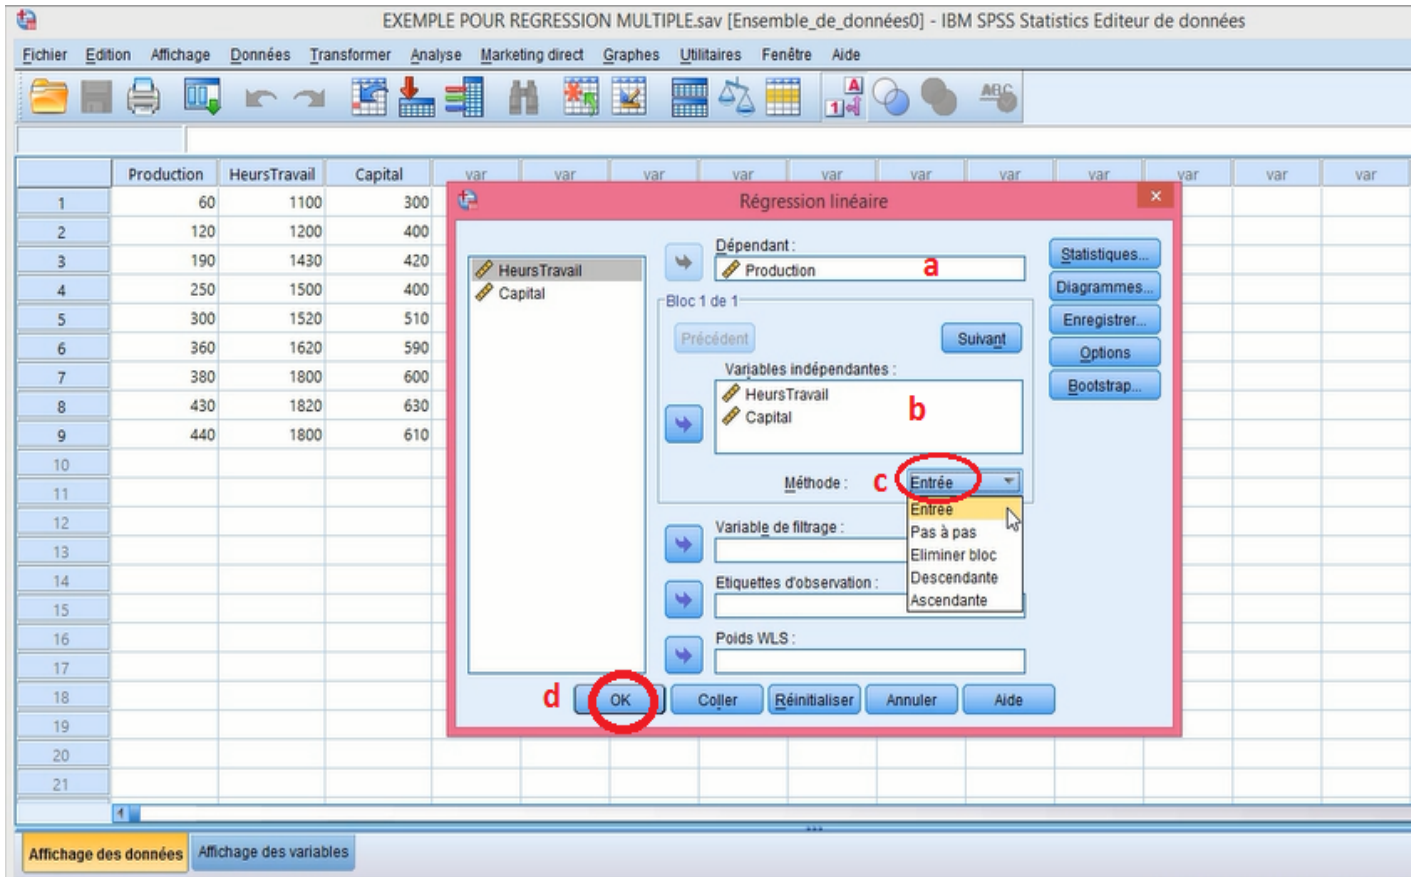 EXEMPLE POUR REGRESSION MULTIPLE.sav [Ensemble_de_données0] - IBM SPSS Statistics Editeur de données
Fichier Edition Affichage Données Transformer Analyse Marketing direct Graphes Utilitaires Fenêtre Aide
A
1
ABC
Production HeursTravail Capital var var var var var var var var var var var
1 60 1100 300
2 120 1200 400
3 190 1430 420
4 250 1500 400
5 300 1520 510
6 360 1620 590
7 380 1800 600
8 430 1820 630
9 440 1800 610
10
11
12
13
14
15
16
17
18
19
20
21
Régression linéaire
HeursTravail
Capital
Dépendant :
Production a
Bloc 1 de 1
Précédent Suivant
Variables indépendantes :
HeursTravail
Capital
b
Méthode : c Entrée
Entrée
Pas à pas
Eliminer bloc
Descendante
Ascendante
Variable de filtrage :
Etiquettes d'observation :
Poids WLS :
Statistiques...
Diagrammes...
Enregistrer...
Options
Bootstrap...
d OK Coller Réinitialiser Annuler Aide
Affichage des données Affichage des variables